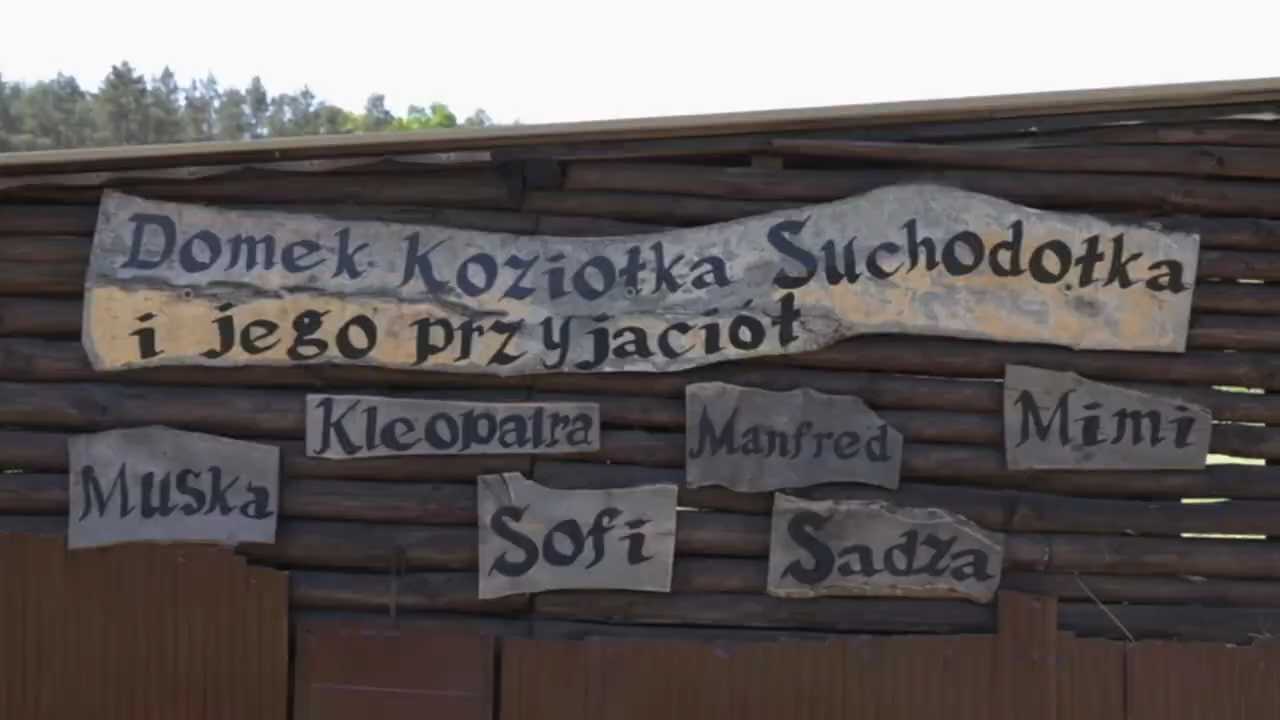 Domek Koziołka Suchodołka
i jego przyjaciół
Kleopatra
Manfred
Mimi
Muska
Sofi
Sadza